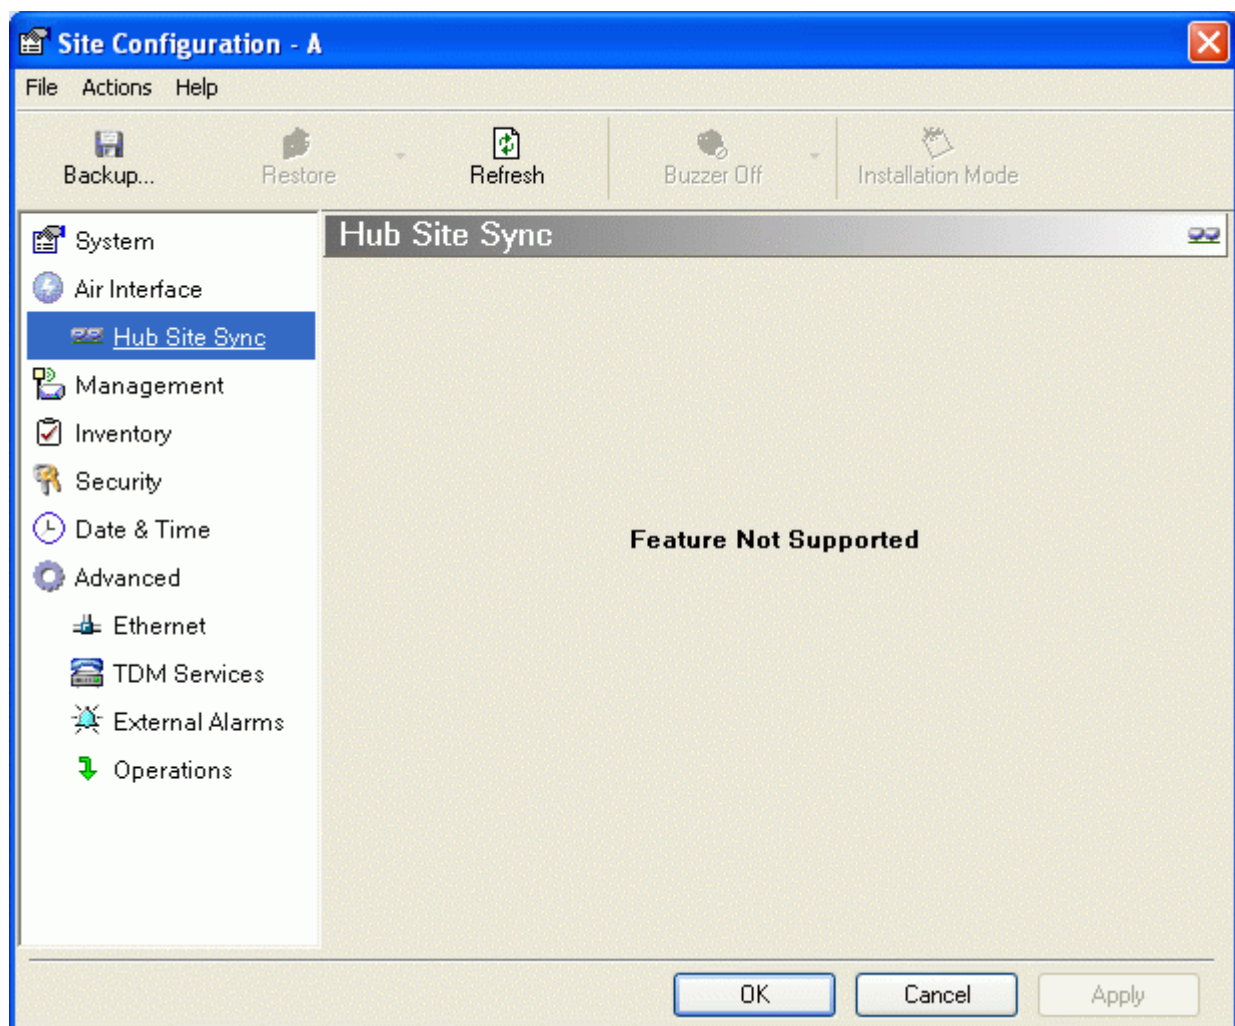 Site Configuration - A
File Actions Help
Backup... Restore Refresh Buzzer Off Installation Mode
System
Air Interface
Hub Site Sync
Management
Inventory
Security
Date & Time
Advanced
Ethernet
TDM Services
External Alarms
Operations
Hub Site Sync
Feature Not Supported
OK Cancel Apply